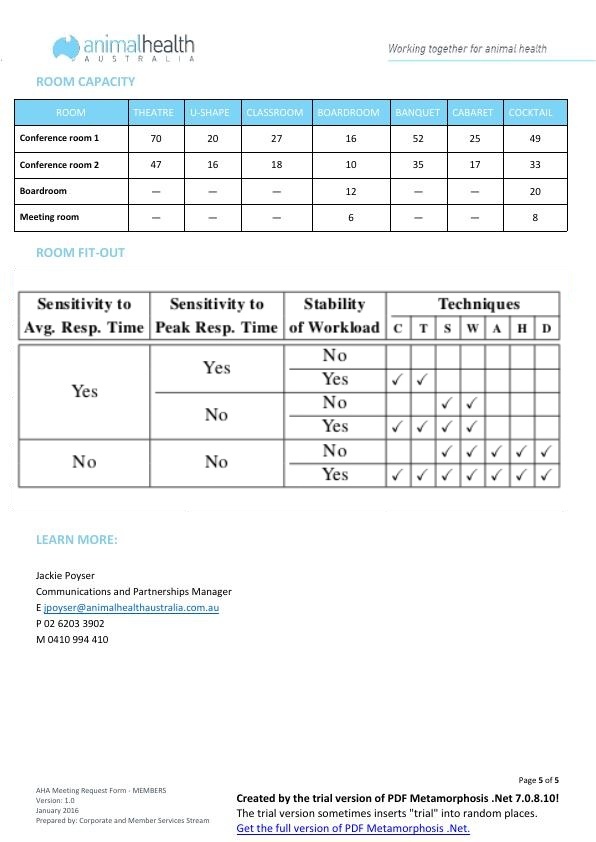 animalhealth
AUSTRALIA
Working together for animal health
ROOM CAPACITY
ROOM THEATRE U-SHAPE CLASSROOM BOARDROOM BANQUET CABARET COCKTAIL
Conference room 1 70 20 27 16 52 25 49
Conference room 2 47 16 18 10 35 17 33
Boardroom — — — 12 — — 20
Meeting room — — — 6 — — 8
ROOM FIT-OUT
Sensitivity to Sensitivity to Stability Techniques
Avg. Resp. Time Peak Resp. Time of Workload C T S W A H D
Yes Yes No
Yes ✓ ✓
No No ✓ ✓
Yes ✓ ✓ ✓ ✓
No No No ✓ ✓ ✓ ✓ ✓
Yes ✓ ✓ ✓ ✓ ✓ ✓ ✓
LEARN MORE:
Jackie Poyser
Communications and Partnerships Manager
E jpoyser@animalhealthaustralia.com.au
P 02 6203 3902
M 0410 994 410
Page 5 of 5
AHA Meeting Request Form - MEMBERS
Version: 1.0
January 2016
Prepared by: Corporate and Member Services Stream
Created by the trial version of PDF Metamorphosis .Net 7.0.8.10!
The trial version sometimes inserts "trial" into random places.
Get the full version of PDF Metamorphosis .Net.